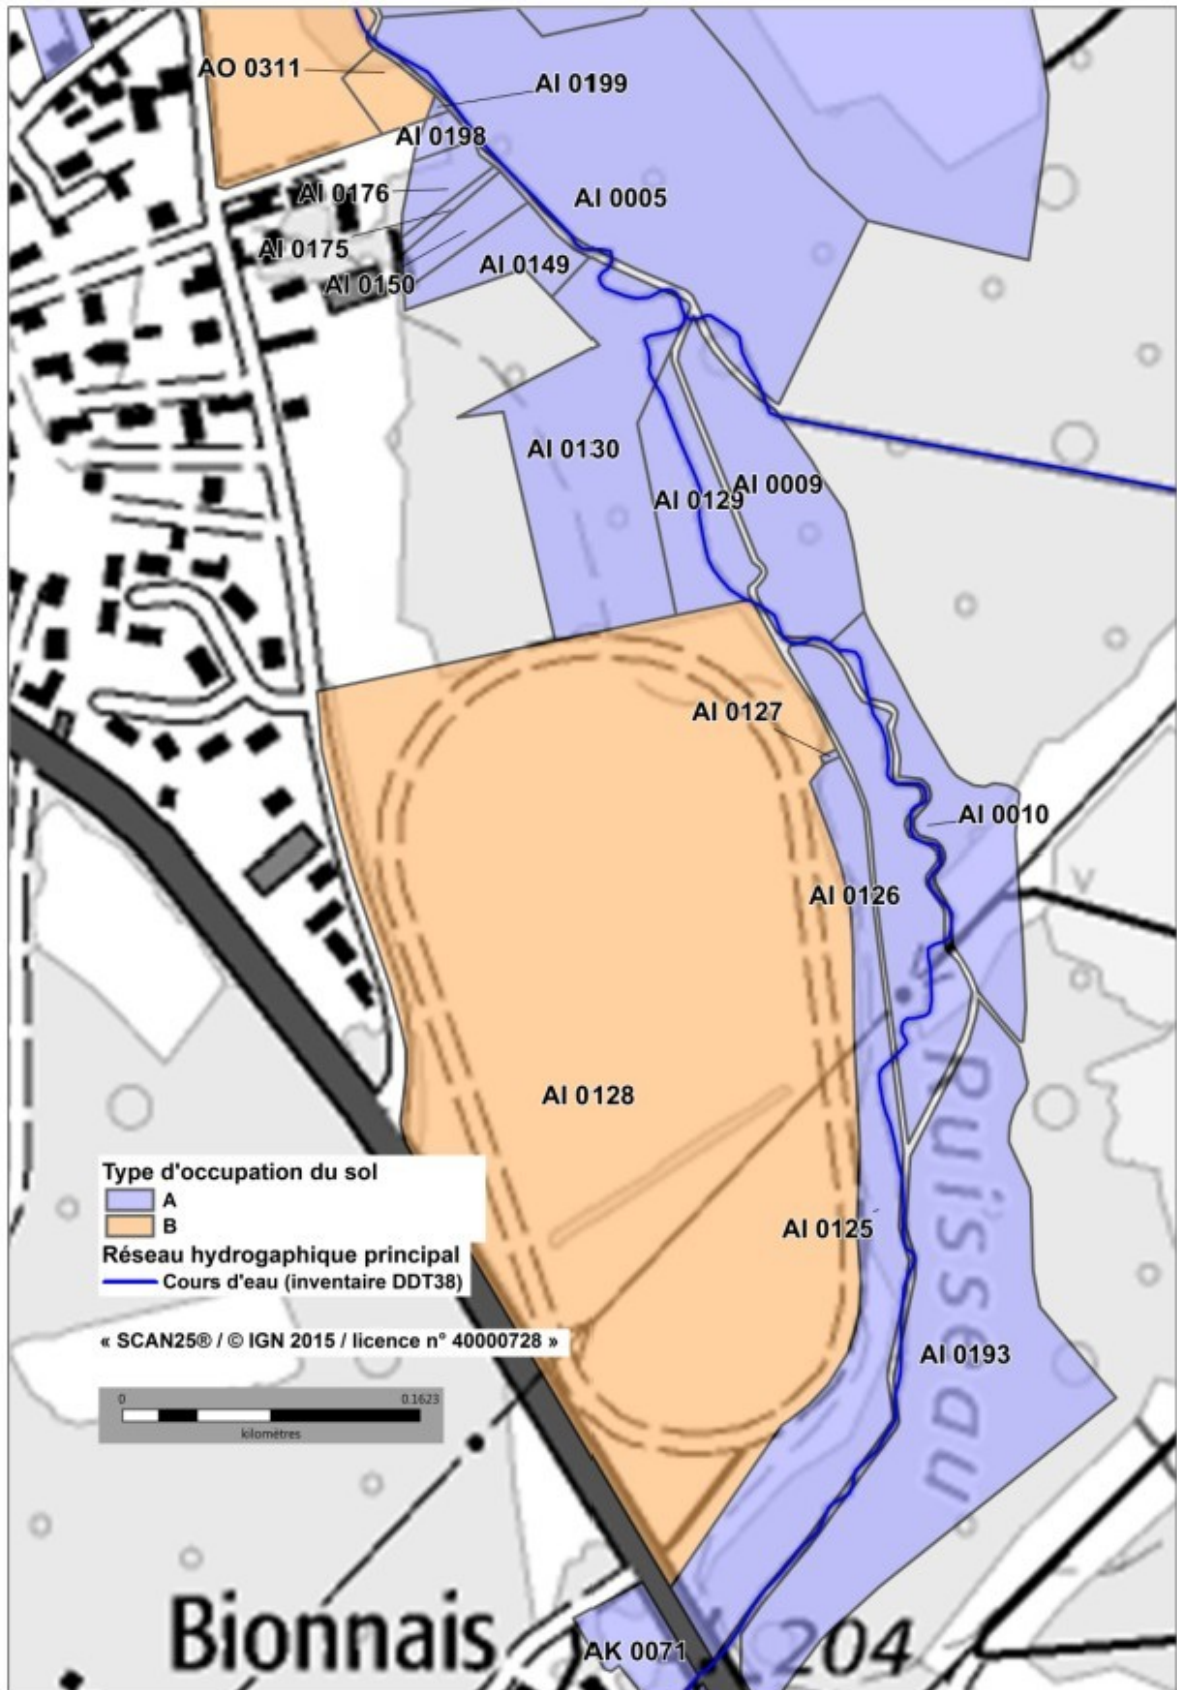 AO 0311
AI 0199
AI 0198
AI 0176
AI 0005
AI 0175
AI 0149
AI 0150
AI 0130
AI 0129
AI 0009
AI 0127
AI 0010
V
AI 0126
AI 0128
Ruisseau
Type d'occupation du sol
A
B
Réseau hydrogaphique principal
Cours d'eau (inventaire DDT38)
AI 0125
« SCAN25® / © IGN 2015 / licence n° 40000728 »
AI 0193
0 0.1623
kilomètres
Bionnais
AK 0071
204